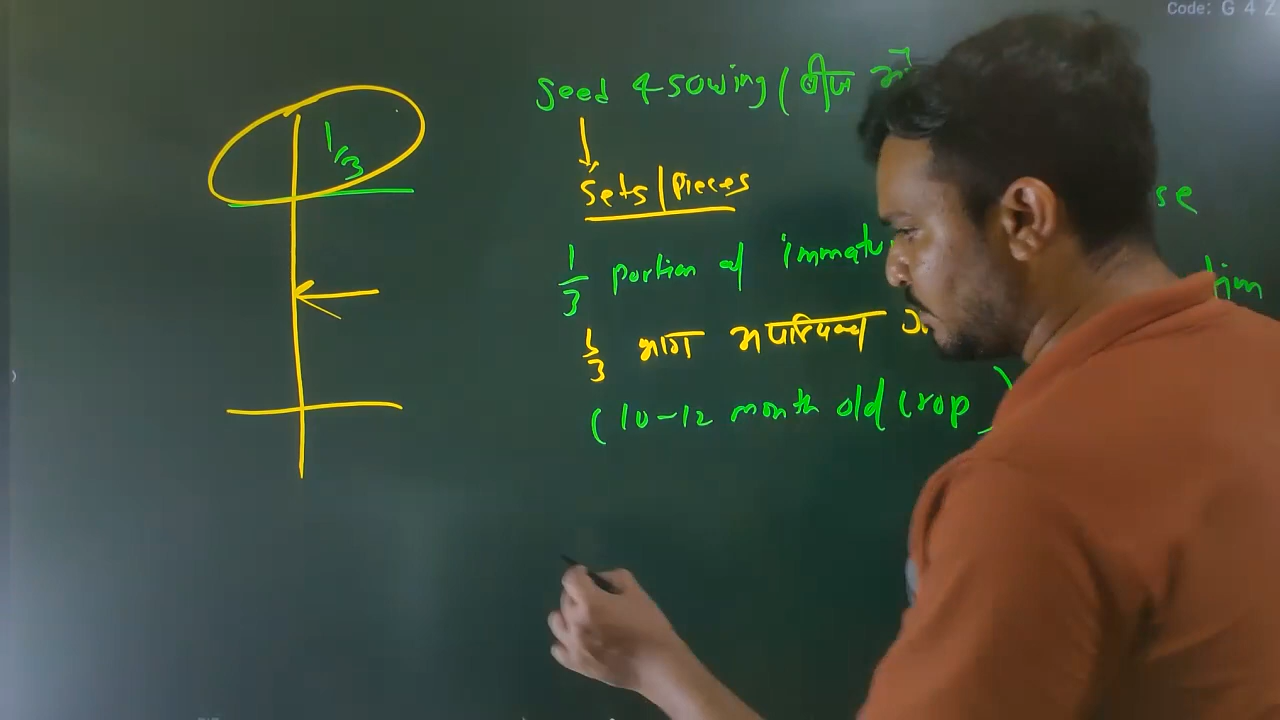 Code: G 4 Z
1/3
Seed & sowing (बीज
Sets/Pieces
se
1/3 portion of
tion
1/3 भाग अपरिपक्व
(10-12 month old crop)